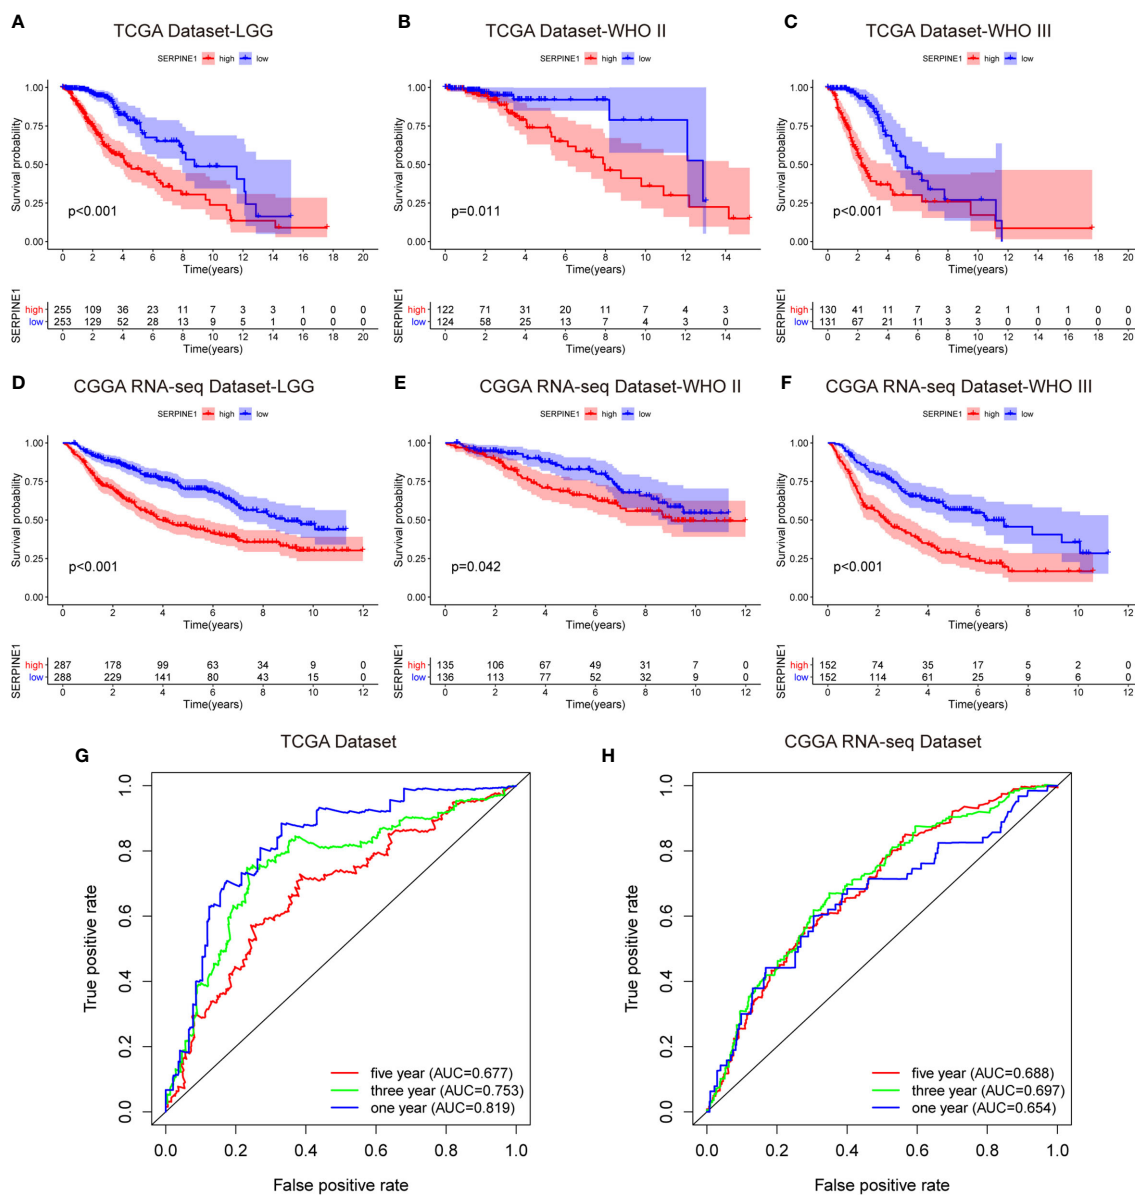 A
TCGA Dataset-LGG
SERPINE1 high low
Survival probability
1.00
0.75
0.50
0.25
0.00
p<0.001
0 2 4 6 8 10 12 14 16 18 20
Time(years)
SERPINE1
high 255 109 36 23 11 7 3 3 1 0 0
low 253 129 52 28 13 9 5 1 0 0 0
0 2 4 6 8 10 12 14 16 18 20
Time(years)
B
TCGA Dataset-WHO II
SERPINE1 high low
Survival probability
1.00
0.75
0.50
0.25
0.00
p=0.011
0 2 4 6 8 10 12 14
Time(years)
SERPINE1
high 122 71 31 20 11 7 4 3
low 124 58 25 13 7 4 3 0
0 2 4 6 8 10 12 14
Time(years)
C
TCGA Dataset-WHO III
SERPINE1 high low
Survival probability
1.00
0.75
0.50
0.25
0.00
p<0.001
0 2 4 6 8 10 12 14 16 18 20
Time(years)
SERPINE1
high 130 41 11 7 3 2 1 1 1 0 0
low 131 67 21 11 3 3 0 0 0 0 0
0 2 4 6 8 10 12 14 16 18 20
Time(years)
D
CGGA RNA-seq Dataset-LGG
SERPINE1 high low
Survival probability
1.00
0.75
0.50
0.25
0.00
p<0.001
0 2 4 6 8 10 12
Time(years)
SERPINE1
high 287 178 99 63 34 9 0
low 288 229 141 80 43 15 0
0 2 4 6 8 10 12
Time(years)
E
CGGA RNA-seq Dataset-WHO II
SERPINE1 high low
Survival probability
1.00
0.75
0.50
0.25
0.00
p=0.042
0 2 4 6 8 10 12
Time(years)
SERPINE1
high 135 106 67 49 31 7 0
low 136 113 77 52 32 9 0
0 2 4 6 8 10 12
Time(years)
F
CGGA RNA-seq Dataset-WHO III
SERPINE1 high low
Survival probability
1.00
0.75
0.50
0.25
0.00
p<0.001
0 2 4 6 8 10 12
Time(years)
SERPINE1
high 152 74 35 17 5 2 0
low 152 114 61 25 9 6 0
0 2 4 6 8 10 12
Time(years)
G
TCGA Dataset
True positive rate
1.0
0.8
0.6
0.4
0.2
0.0
five year (AUC=0.677)
three year (AUC=0.753)
one year (AUC=0.819)
0.0 0.2 0.4 0.6 0.8 1.0
False positive rate
H
CGGA RNA-seq Dataset
True positive rate
1.0
0.8
0.6
0.4
0.2
0.0
five year (AUC=0.688)
three year (AUC=0.697)
one year (AUC=0.654)
0.0 0.2 0.4 0.6 0.8 1.0
False positive rate